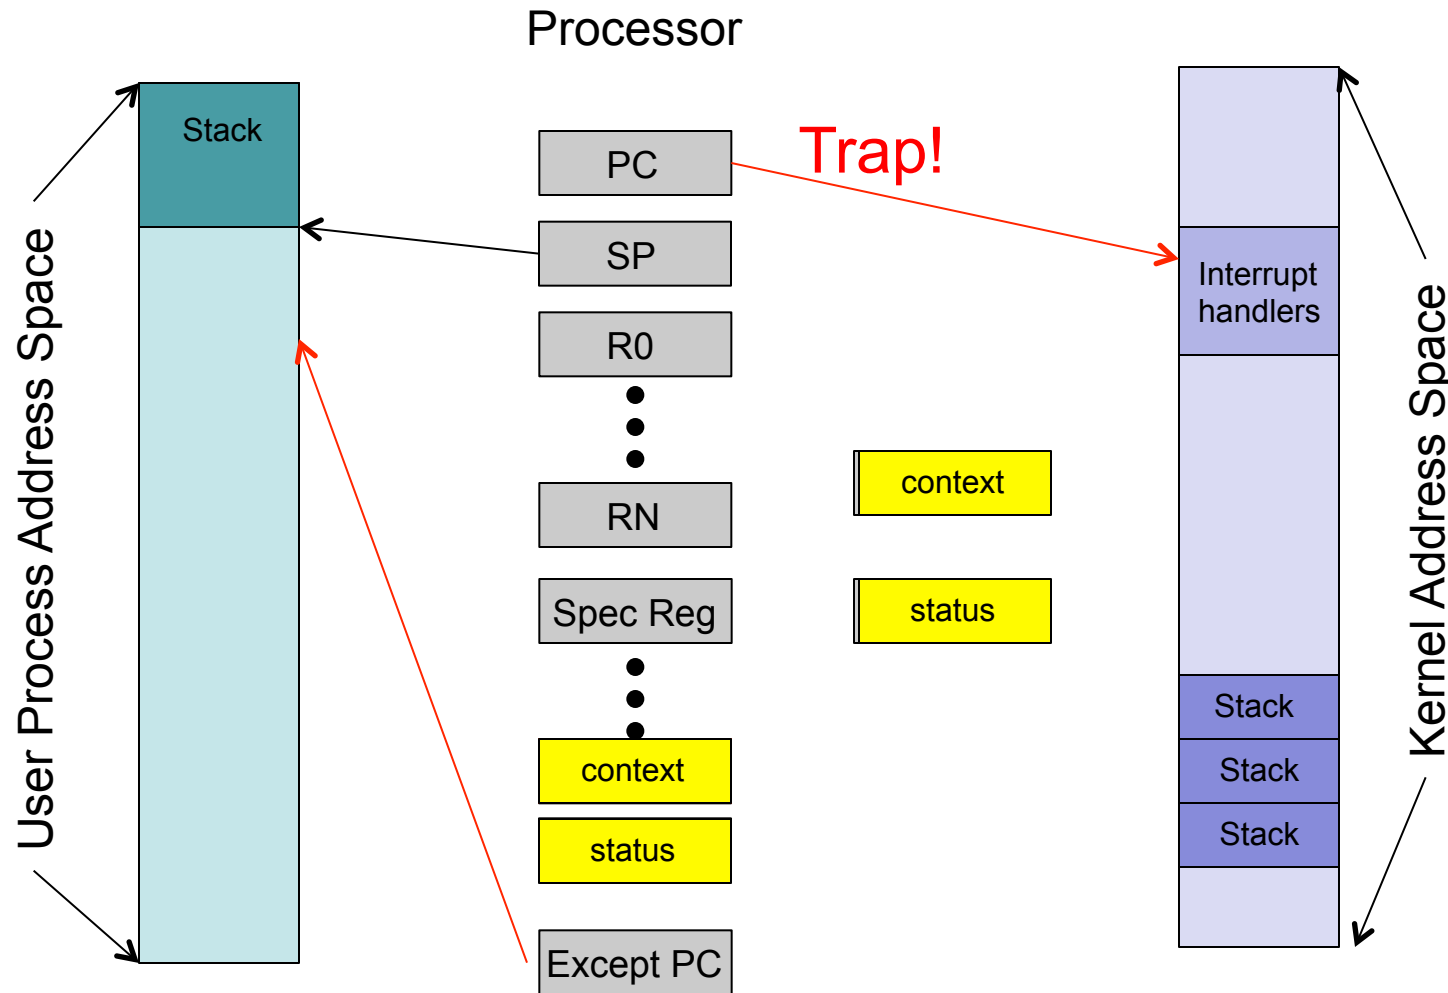 Processor
User Process Address Space
Stack
PC
SP
R0
RN
Spec Reg
context
status
Except PC
Trap!
context
status
Interrupt
handlers
Stack
Stack
Stack
Kernel Address Space